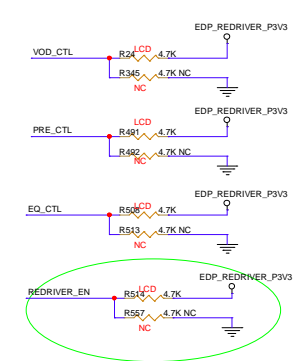 EDP_REDRIVER_P3V3
VOD_CTL
LCD
R24
4.7K
R345
4.7K NC
NC
EDP_REDRIVER_P3V3
PRE_CTL
LCD
R491
4.7K
R492
4.7K NC
NC
EDP_REDRIVER_P3V3
EQ_CTL
LCD
R508
4.7K
R513
4.7K NC
NC
EDP_REDRIVER_P3V3
REDRIVER_EN
LCD
R514
4.7K
R557
4.7K NC
NC